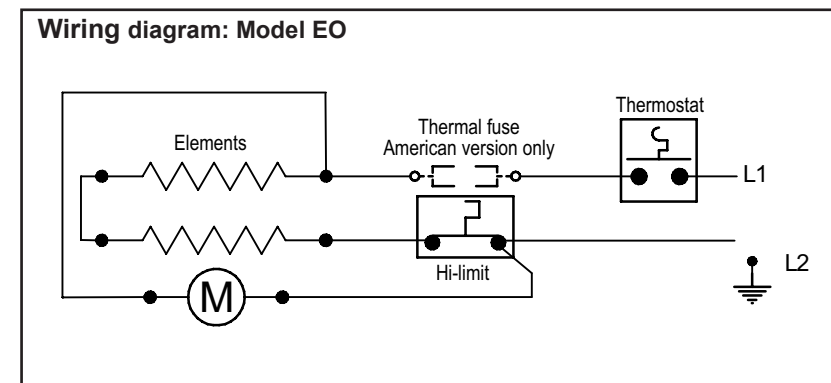 Wiring diagram: Model EO
Thermostat
Thermal fuse
American version only
Elements
L1
Hi-limit
L2
M